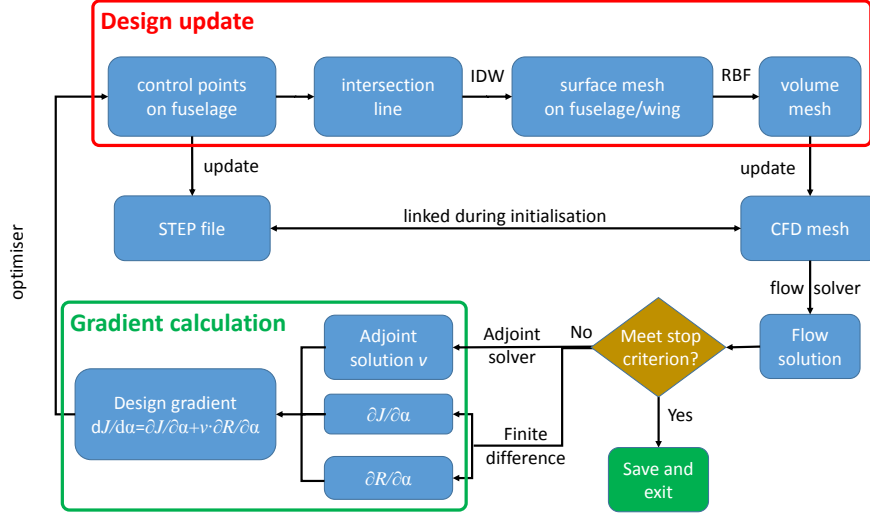 Design update
control points
on fuselage
intersection
line
IDW
surface mesh
on fuselage/wing
RBF
volume
mesh
update
update
STEP file
linked during initialisation
CFD mesh
optimiser
flow solver
Gradient calculation
Adjoint
solution v
Adjoint
solver
No
Meet stop
criterion?
Flow
solution
Design gradient
dJ/dα=∂J/∂α+v·∂R/∂α
∂J/∂α
Finite
difference
Yes
∂R/∂α
Save and
exit